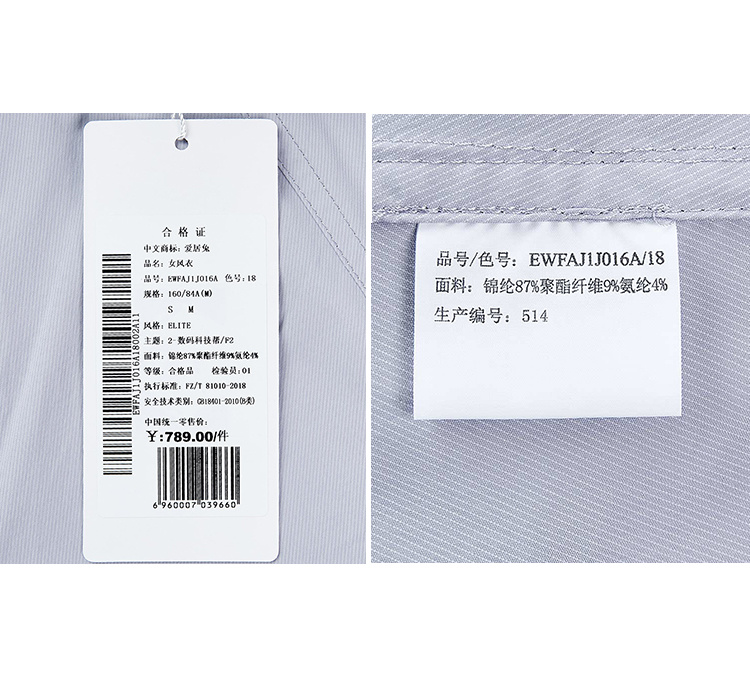 合格证
中文商标：爱居兔
品名：女风衣
品号：EWFAJ1J016A 色号：18
规格：160/84A(M)
S M
风格：ELITE
主题：2-数码科技帮/F2
面料：锦纶87%聚酯纤维9%氨纶4%
等级：合格品 检验员：01
执行标准：FZ/T 81010-2018
安全技术类别：GB18401-2010(B类)
中国统一零售价：
￥:789.00/件
6960007039660
EWFAJ1J016A18002A11
品号/色号：EWFAJ1J016A/18
面料：锦纶87%聚酯纤维9%氨纶4%
生产编号：514